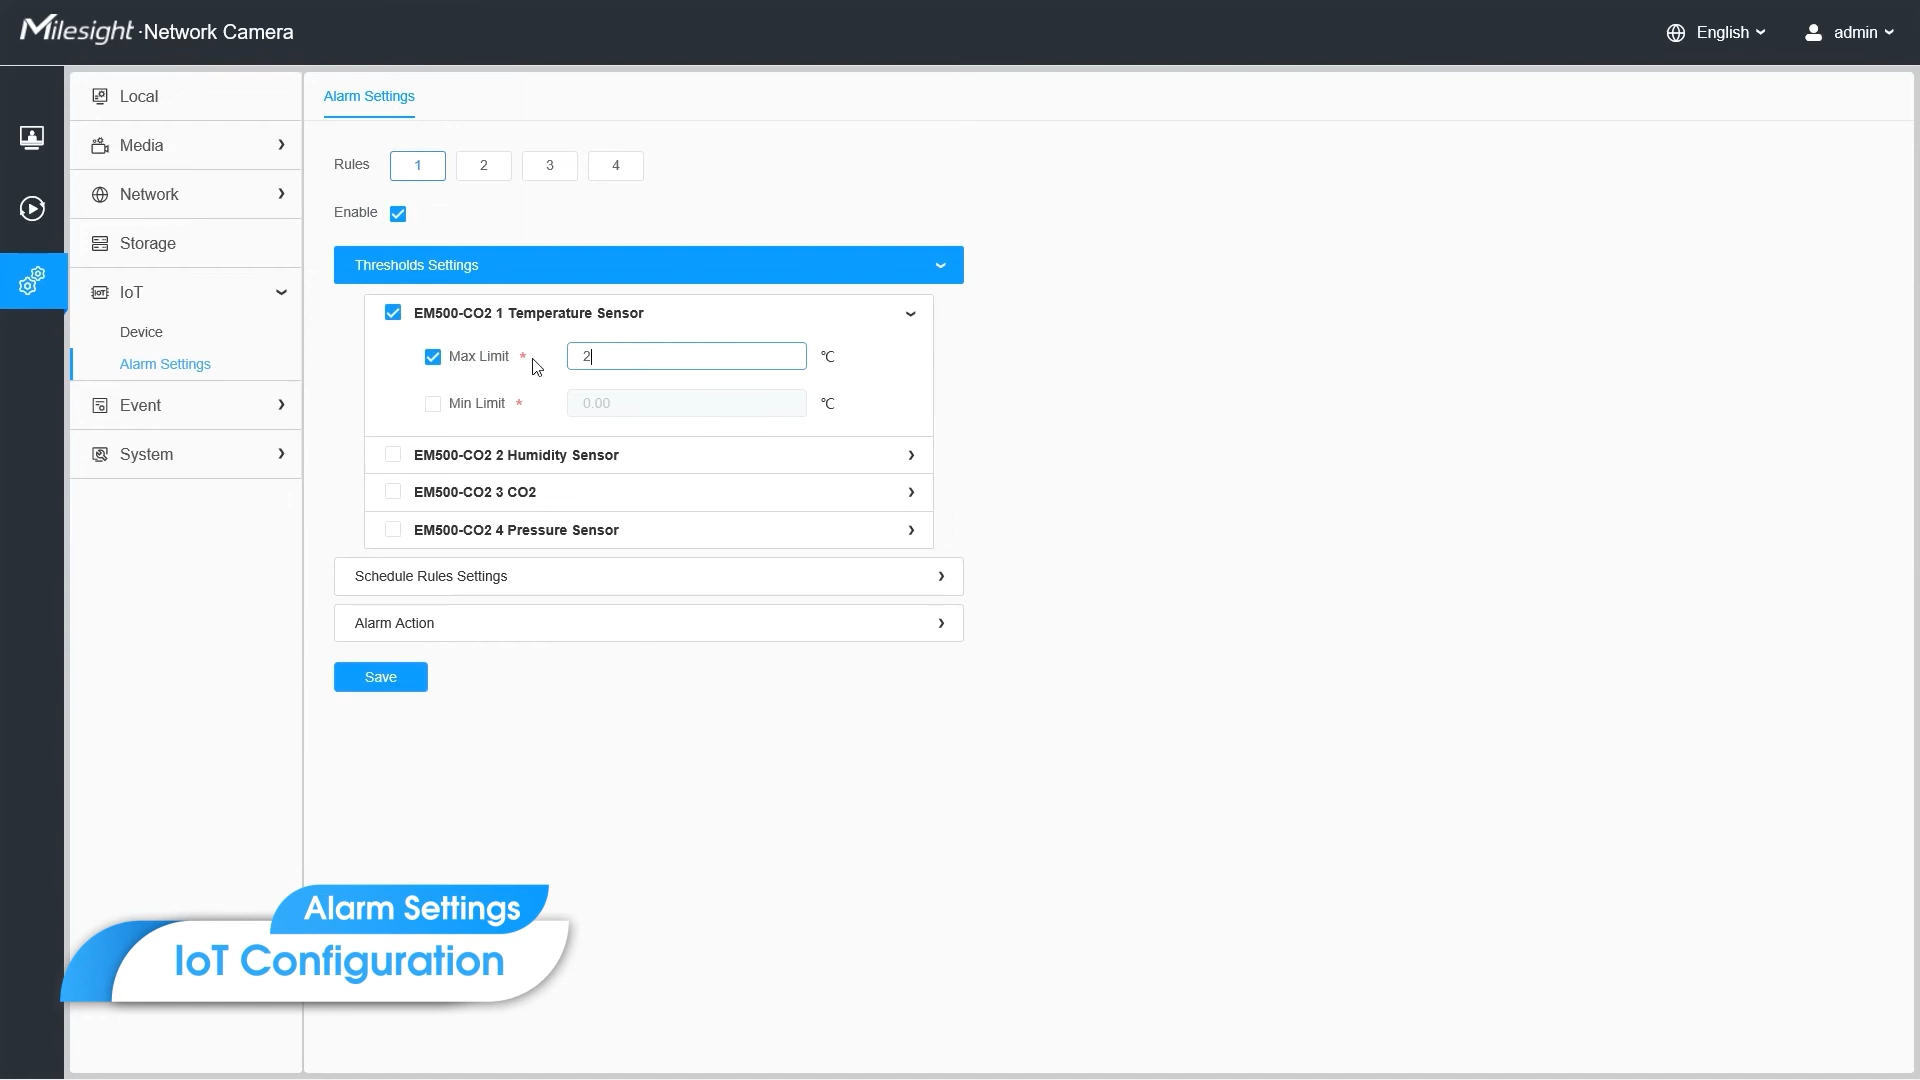 Milesight ·Network Camera
English
admin
Local
Media
Network
Storage
IoT
Device
Alarm Settings
Event
System
Alarm Settings
Rules 1 2 3 4
Enable
Thresholds Settings
EM500-CO2 1 Temperature Sensor
Max Limit * 2 ℃
Min Limit * 0.00 ℃
EM500-CO2 2 Humidity Sensor
EM500-CO2 3 CO2
EM500-CO2 4 Pressure Sensor
Schedule Rules Settings
Alarm Action
Save
Alarm Settings
IoT Configuration